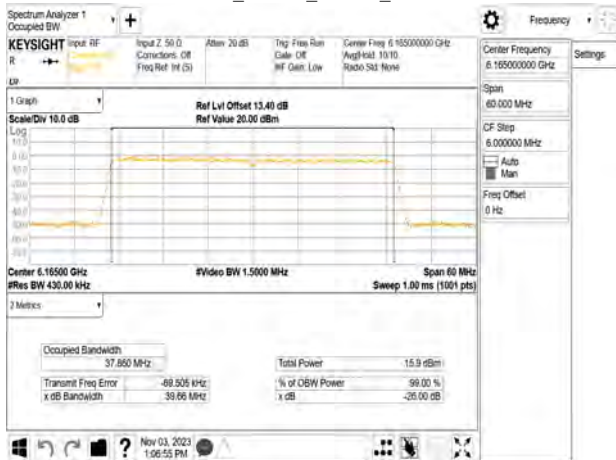 Spectrum Analyzer 1
Occupied BW
Frequency
KEYSIGHT Input: RF
R
Input Z: 50 Ω
Corrections: Off
Freq Ref: Int (S)
Atten: 20 dB
Trig: Free Run
Gate: Off
#IF Gain: Low
Center Freq: 6.165000000 GHz
Avg|Hold: 10/10
Radio Std: None
Center Frequency
6.165000000 GHz
Settings
Span
60.000 MHz
CF Step
6.000000 MHz
Auto
Man
Freq Offset
0 Hz
1 Graph
Scale/Div 10.0 dB
Ref Lvl Offset 13.40 dB
Ref Value 20.00 dBm
Log
Center 6.16500 GHz
#Res BW 430.00 kHz
#Video BW 1.5000 MHz
Span 60 MHz
Sweep 1.00 ms (1001 pts)
2 Metrics
Occupied Bandwidth
37.860 MHz
Total Power
15.9 dBm
Transmit Freq Error
-69.505 kHz
% of OBW Power
99.00 %
x dB Bandwidth
39.66 MHz
x dB
-26.00 dB
Nov 03, 2023
1:06:55 PM